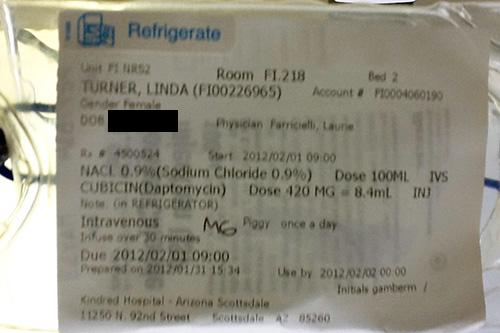 ! Refrigerate
Unit FI.NRS2 Room FI.218 Bed 2
TURNER, LINDA (FI00226965) Account # FI0004060190
Gender Female
DOB Physician Farricielli, Laurie
Rx # 4500524 Start 2012/02/01 09:00
NACL 0.9%(Sodium Chloride 0.9%) Dose 100ML IVS
CUBICIN(Daptomycin) Dose 420 MG = 8.4mL INJ
Note: (in REFRIGERATOR)
Intravenous MG Piggy once a day
Infuse over 30 minutes
Due 2012/02/01 09:00
Prepared on 2012/01/31 15:34 Use by 2012/02/02 00:00
Initials gamberm /
Kindred Hospital - Arizona Scottsdale
11250 N. 92nd Street Scottsdale AZ 85260